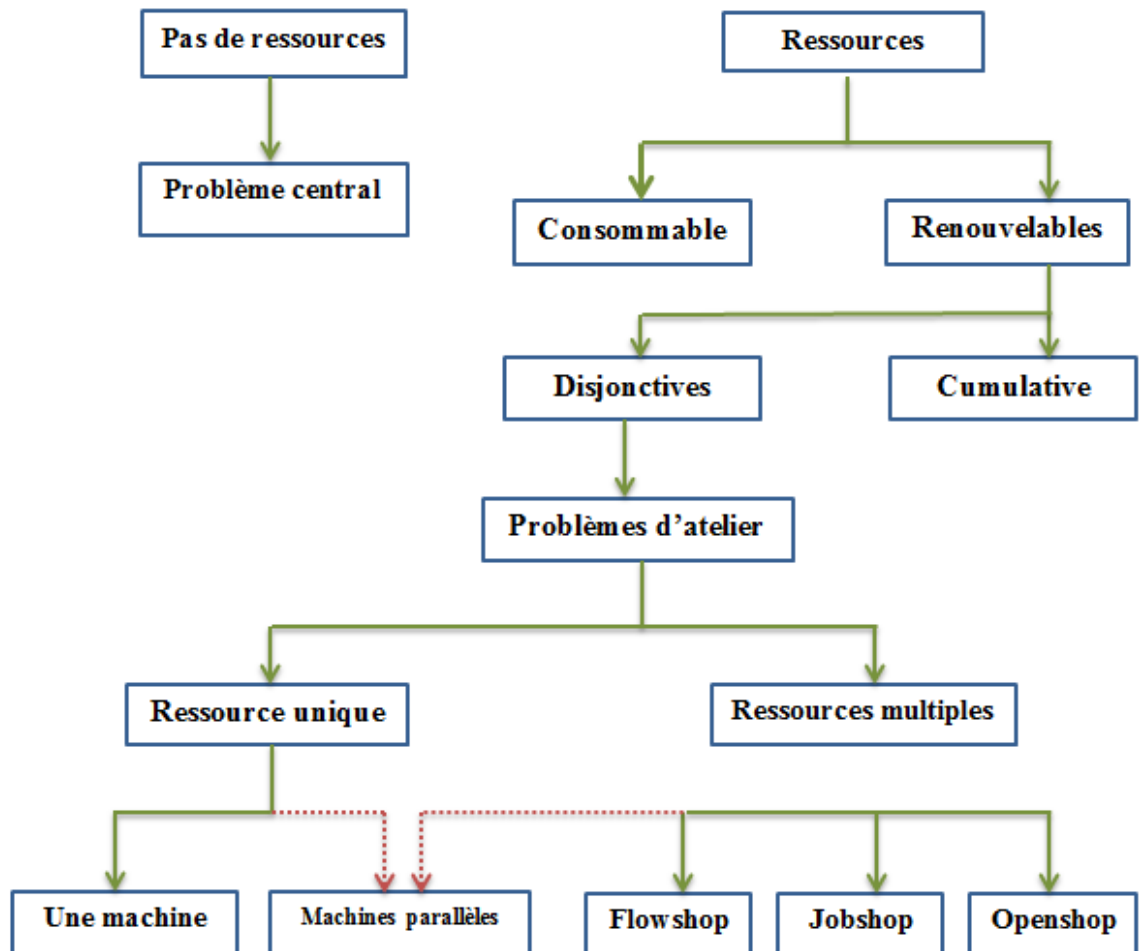 Pas de ressources
Ressources
Problème central
Consommable
Renouvelables
Disjonctives
Cumulative
Problèmes d’atelier
Ressource unique
Ressources multiples
Une machine
Machines parallèles
Flowshop
Jobshop
Openshop